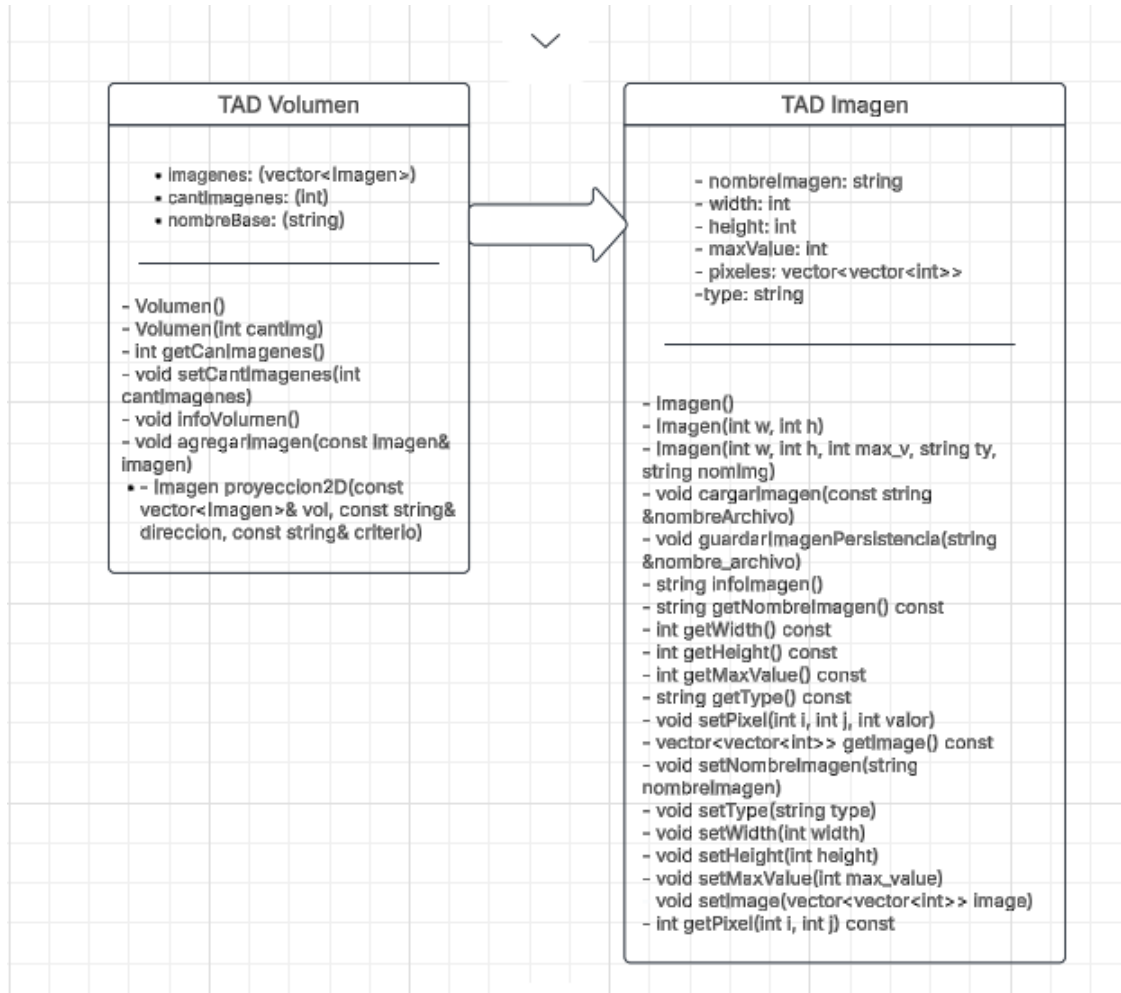 TAD Volumen
• imagenes: (vector<Imagen>)
• cantImagenes: (int)
• nombreBase: (string)
- Volumen()
- Volumen(int cantImg)
- int getCanImagenes()
- void setCantImagenes(int
cantImagenes)
- void infoVolumen()
- void agregarImagen(const Imagen&
imagen)
• - Imagen proyeccion2D(const
vector<Imagen>& vol, const string&
direccion, const string& criterio)
TAD Imagen
- nombreImagen: string
- width: int
- height: int
- maxValue: int
- pixeles: vector<vector<int>>
-type: string
- Imagen()
- Imagen(int w, int h)
- Imagen(int w, int h, int max_v, string ty,
string nomImg)
- void cargarImagen(const string
&nombreArchivo)
- void guardarImagenPersistencia(string
&nombre_archivo)
- string infoImagen()
- string getNombreImagen() const
- int getWidth() const
- int getHeight() const
- int getMaxValue() const
- string getType() const
- void setPixel(int i, int j, int valor)
- vector<vector<int>> getImage() const
- void setNombreImagen(string
nombreImagen)
- void setType(string type)
- void setWidth(int width)
- void setHeight(int height)
- void setMaxValue(int max_value)
void setImage(vector<vector<int>> image)
- int getPixel(int i, int j) const